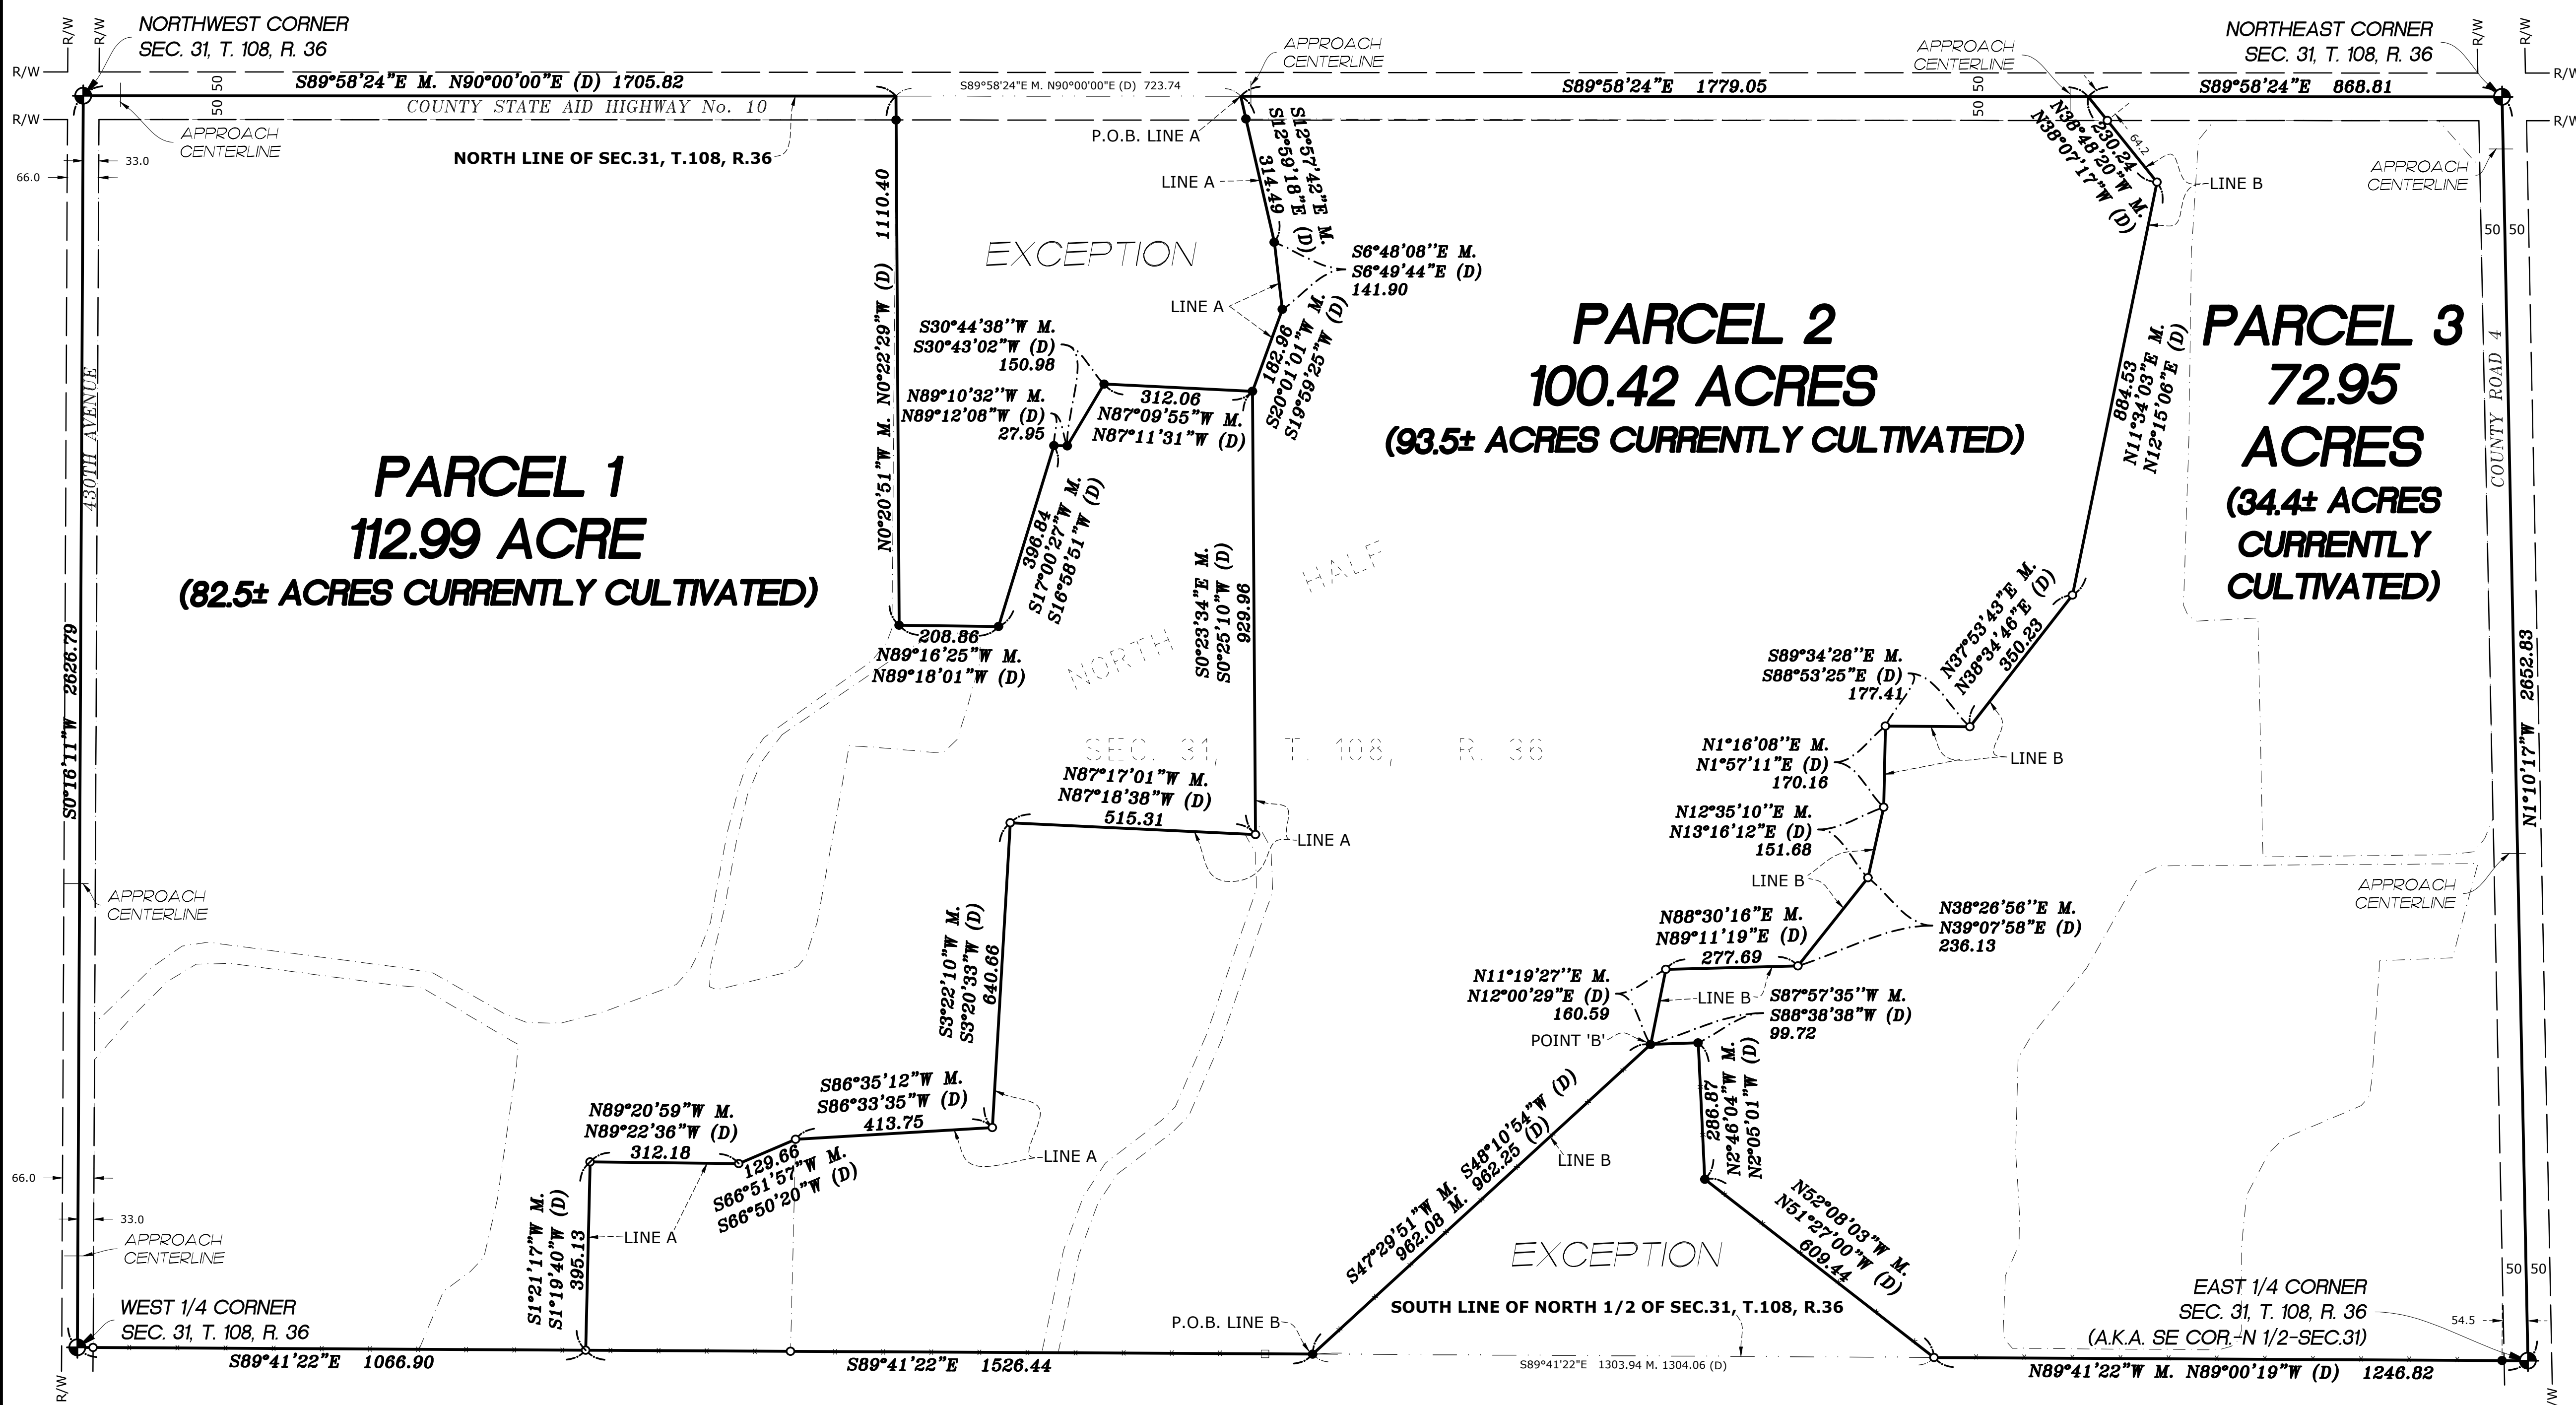 R/W
R/W
R/W
R/W
NORTHWEST CORNER
SEC. 31, T. 108, R. 36
S89°58'24"E M. N90°00'00"E (D) 1705.82
COUNTY STATE AID HIGHWAY No. 10
50 50
APPROACH
CENTERLINE
33.0
66.0
NORTH LINE OF SEC.31, T.108, R.36
S89°58'24"E M. N90°00'00"E (D) 723.74
APPROACH
CENTERLINE
P.O.B. LINE A
S89°58'24"E 1779.05
50 50
APPROACH
CENTERLINE
S89°58'24"E 868.81
NORTHEAST CORNER
SEC. 31, T. 108, R. 36
R/W
R/W
R/W
R/W
APPROACH
CENTERLINE
50 50
LINE A
S12°57'42"E M.
S12°59'18"E (D)
314.49
EXCEPTION
S6°48'08"E M.
S6°49'44"E (D)
141.90
LINE A
182.96
S20°01'01"W M.
S19°59'25"W (D)
N0°20'51"W M. N0°22'29"W (D) 1110.40
S30°44'38"W M.
S30°43'02"W (D)
150.98
N89°10'32"W M.
N89°12'08"W (D)
27.95
312.06
N87°09'55"W M.
N87°11'31"W (D)
396.84
S17°00'27"W M.
S16°58'51"W (D)
208.86
N89°16'25"W M.
N89°18'01"W (D)
S0°23'34"E M.
S0°25'10"W (D)
929.96
PARCEL 1
112.99 ACRE
(82.5± ACRES CURRENTLY CULTIVATED)
430TH AVENUE
S0°16'11"W 2626.79
PARCEL 2
100.42 ACRES
(93.5± ACRES CURRENTLY CULTIVATED)
230.24
N38°48'20"W M.
N38°07'17"W (D)
64.2
LINE B
884.53
N11°34'03"E M.
N12°15'06"E (D)
PARCEL 3
72.95
ACRES
(34.4± ACRES
CURRENTLY
CULTIVATED)
COUNTY ROAD 4
N1°10'17"W 2652.83
NORTH
HALF
SEC. 31, T. 108, R. 36
N37°53'43"E M.
N38°34'46"E (D)
350.23
S89°34'28"E M.
S88°53'25"E (D)
177.41
LINE B
N1°16'08"E M.
N1°57'11"E (D)
170.16
N12°35'10"E M.
N13°16'12"E (D)
151.68
LINE B
N38°26'56"E M.
N39°07'58"E (D)
236.13
N88°30'16"E M.
N89°11'19"E (D)
277.69
N11°19'27"E M.
N12°00'29"E (D)
160.59
LINE B
S87°57'35"W M.
S88°38'38"W (D)
99.72
POINT 'B'
286.87
N2°46'04"W M.
N2°05'01"W (D)
N87°17'01"W M.
N87°18'38"W (D)
515.31
LINE A
S3°22'10"W M.
S3°20'33"W (D)
640.66
S86°35'12"W M.
S86°33'35"W (D)
413.75
LINE A
N89°20'59"W M.
N89°22'36"W (D)
312.18
129.66
S66°51'57"W M.
S66°50'20"W (D)
S1°21'17"W M.
S1°19'40"W (D)
395.13
LINE A
APPROACH
CENTERLINE
APPROACH
CENTERLINE
66.0
33.0
APPROACH
CENTERLINE
WEST 1/4 CORNER
SEC. 31, T. 108, R. 36
S89°41'22"E 1066.90
S89°41'22"E 1526.44
P.O.B. LINE B
S47°29'51"W M. S48°10'54"W (D)
962.08 M. 962.25 (D)
LINE B
EXCEPTION
SOUTH LINE OF NORTH 1/2 OF SEC.31, T.108, R.36
S89°41'22"E 1303.94 M. 1304.06 (D)
N52°08'03"W M.
N51°27'00"W (D)
609.44
EAST 1/4 CORNER
SEC. 31, T. 108, R. 36
(A.K.A. SE COR.-N 1/2-SEC.31)
54.5
50 50
N89°41'22"W M. N89°00'19"W (D) 1246.82
R/W